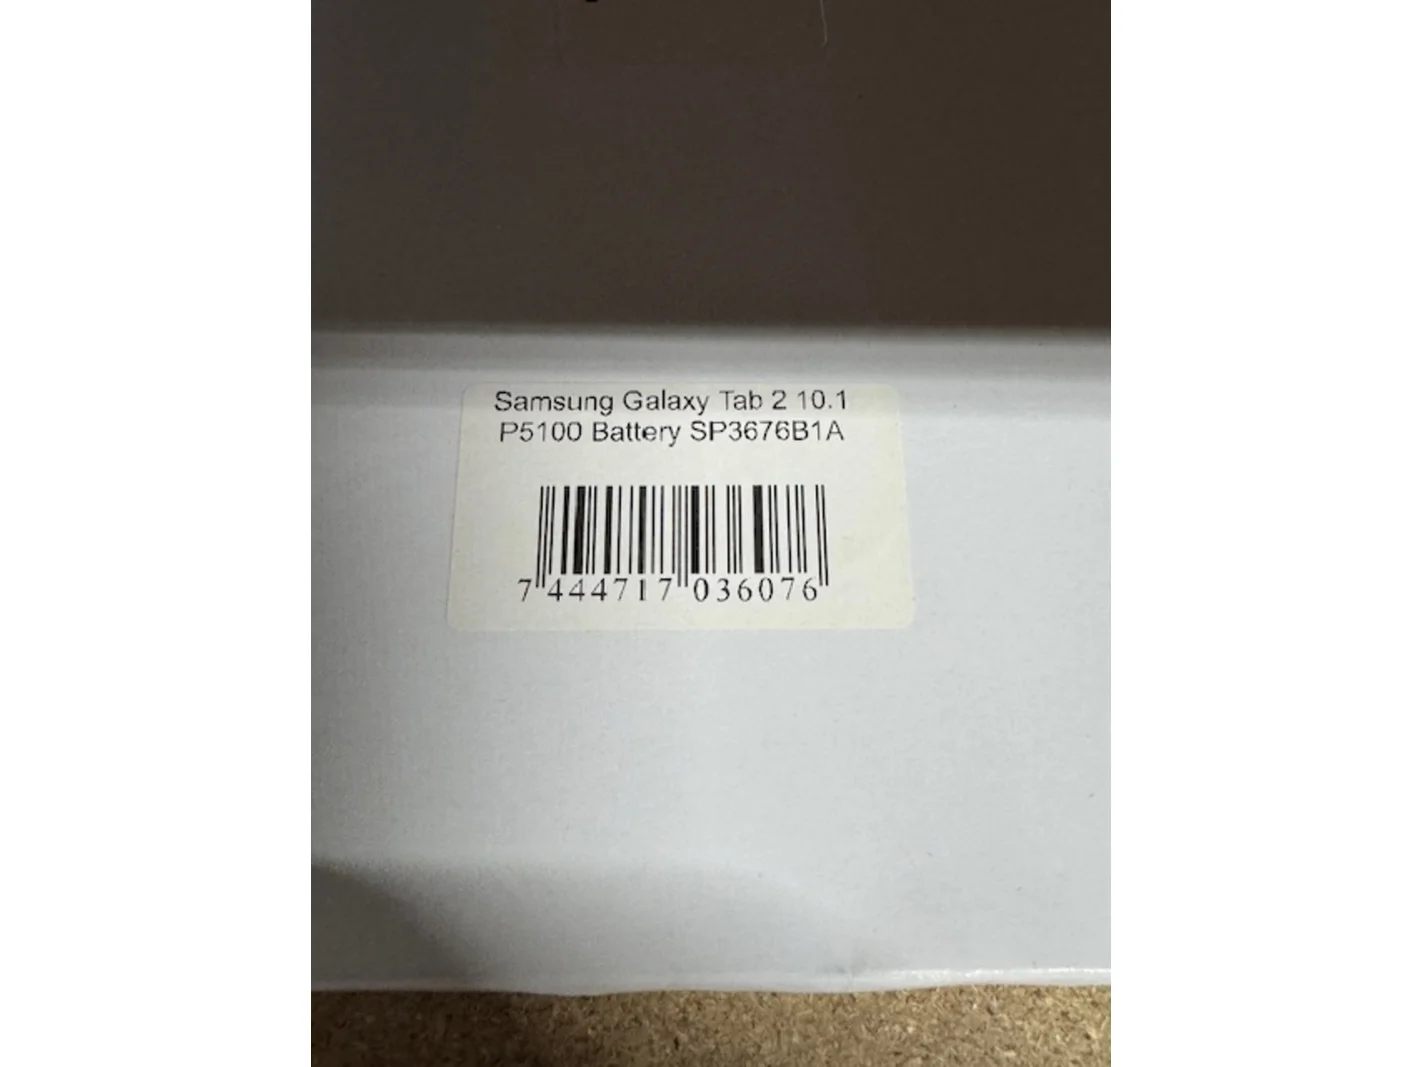 Samsung Galaxy Tab 2 10.1
P5100 Battery SP3676B1A
7 444717 036076